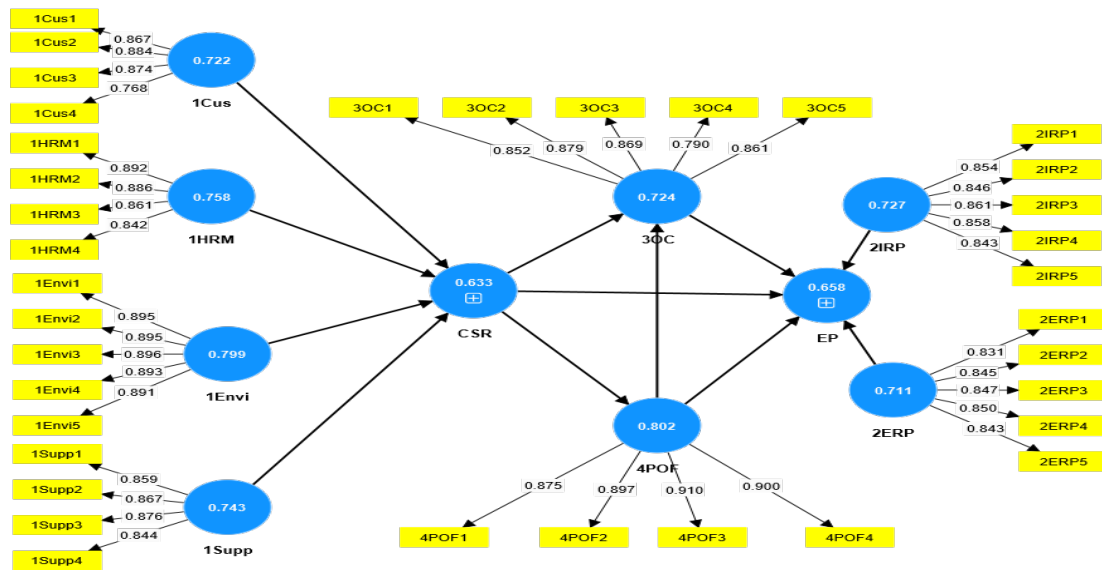 1Cus1
1Cus2
1Cus3
1Cus4
0.867
0.884
0.874
0.768
0.722
1Cus
1HRM1
1HRM2
1HRM3
1HRM4
0.892
0.886
0.861
0.842
0.758
1HRM
1Envi1
1Envi2
1Envi3
1Envi4
1Envi5
0.895
0.895
0.896
0.893
0.891
0.799
1Envi
1Supp1
1Supp2
1Supp3
1Supp4
0.859
0.867
0.876
0.844
0.743
1Supp
0.633
CSR
3OC1
3OC2
3OC3
3OC4
3OC5
0.852
0.879
0.869
0.790
0.861
0.724
3OC
0.802
4POF
0.875
0.897
0.910
0.900
4POF1
4POF2
4POF3
4POF4
0.658
EP
0.727
2IRP
0.854
0.846
0.861
0.858
0.843
2IRP1
2IRP2
2IRP3
2IRP4
2IRP5
0.711
2ERP
0.831
0.845
0.847
0.850
0.843
2ERP1
2ERP2
2ERP3
2ERP4
2ERP5